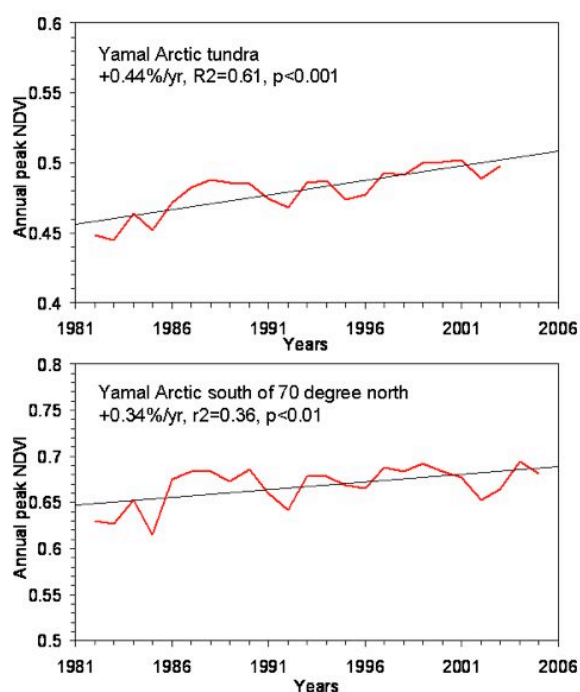 0.6
Yamal Arctic tundra
+0.44%/yr, R2=0.61, p<0.001
0.55
Annual peak NDVI
0.5
0.45
0.4
1981 1986 1991 1996 2001 2006
Years
0.8
Yamal Arctic south of 70 degree north
+0.34%/yr, r2=0.36, p<0.01
0.75
Annual peak NDVI
0.7
0.65
0.6
0.55
0.5
1981 1986 1991 1996 2001 2006
Years